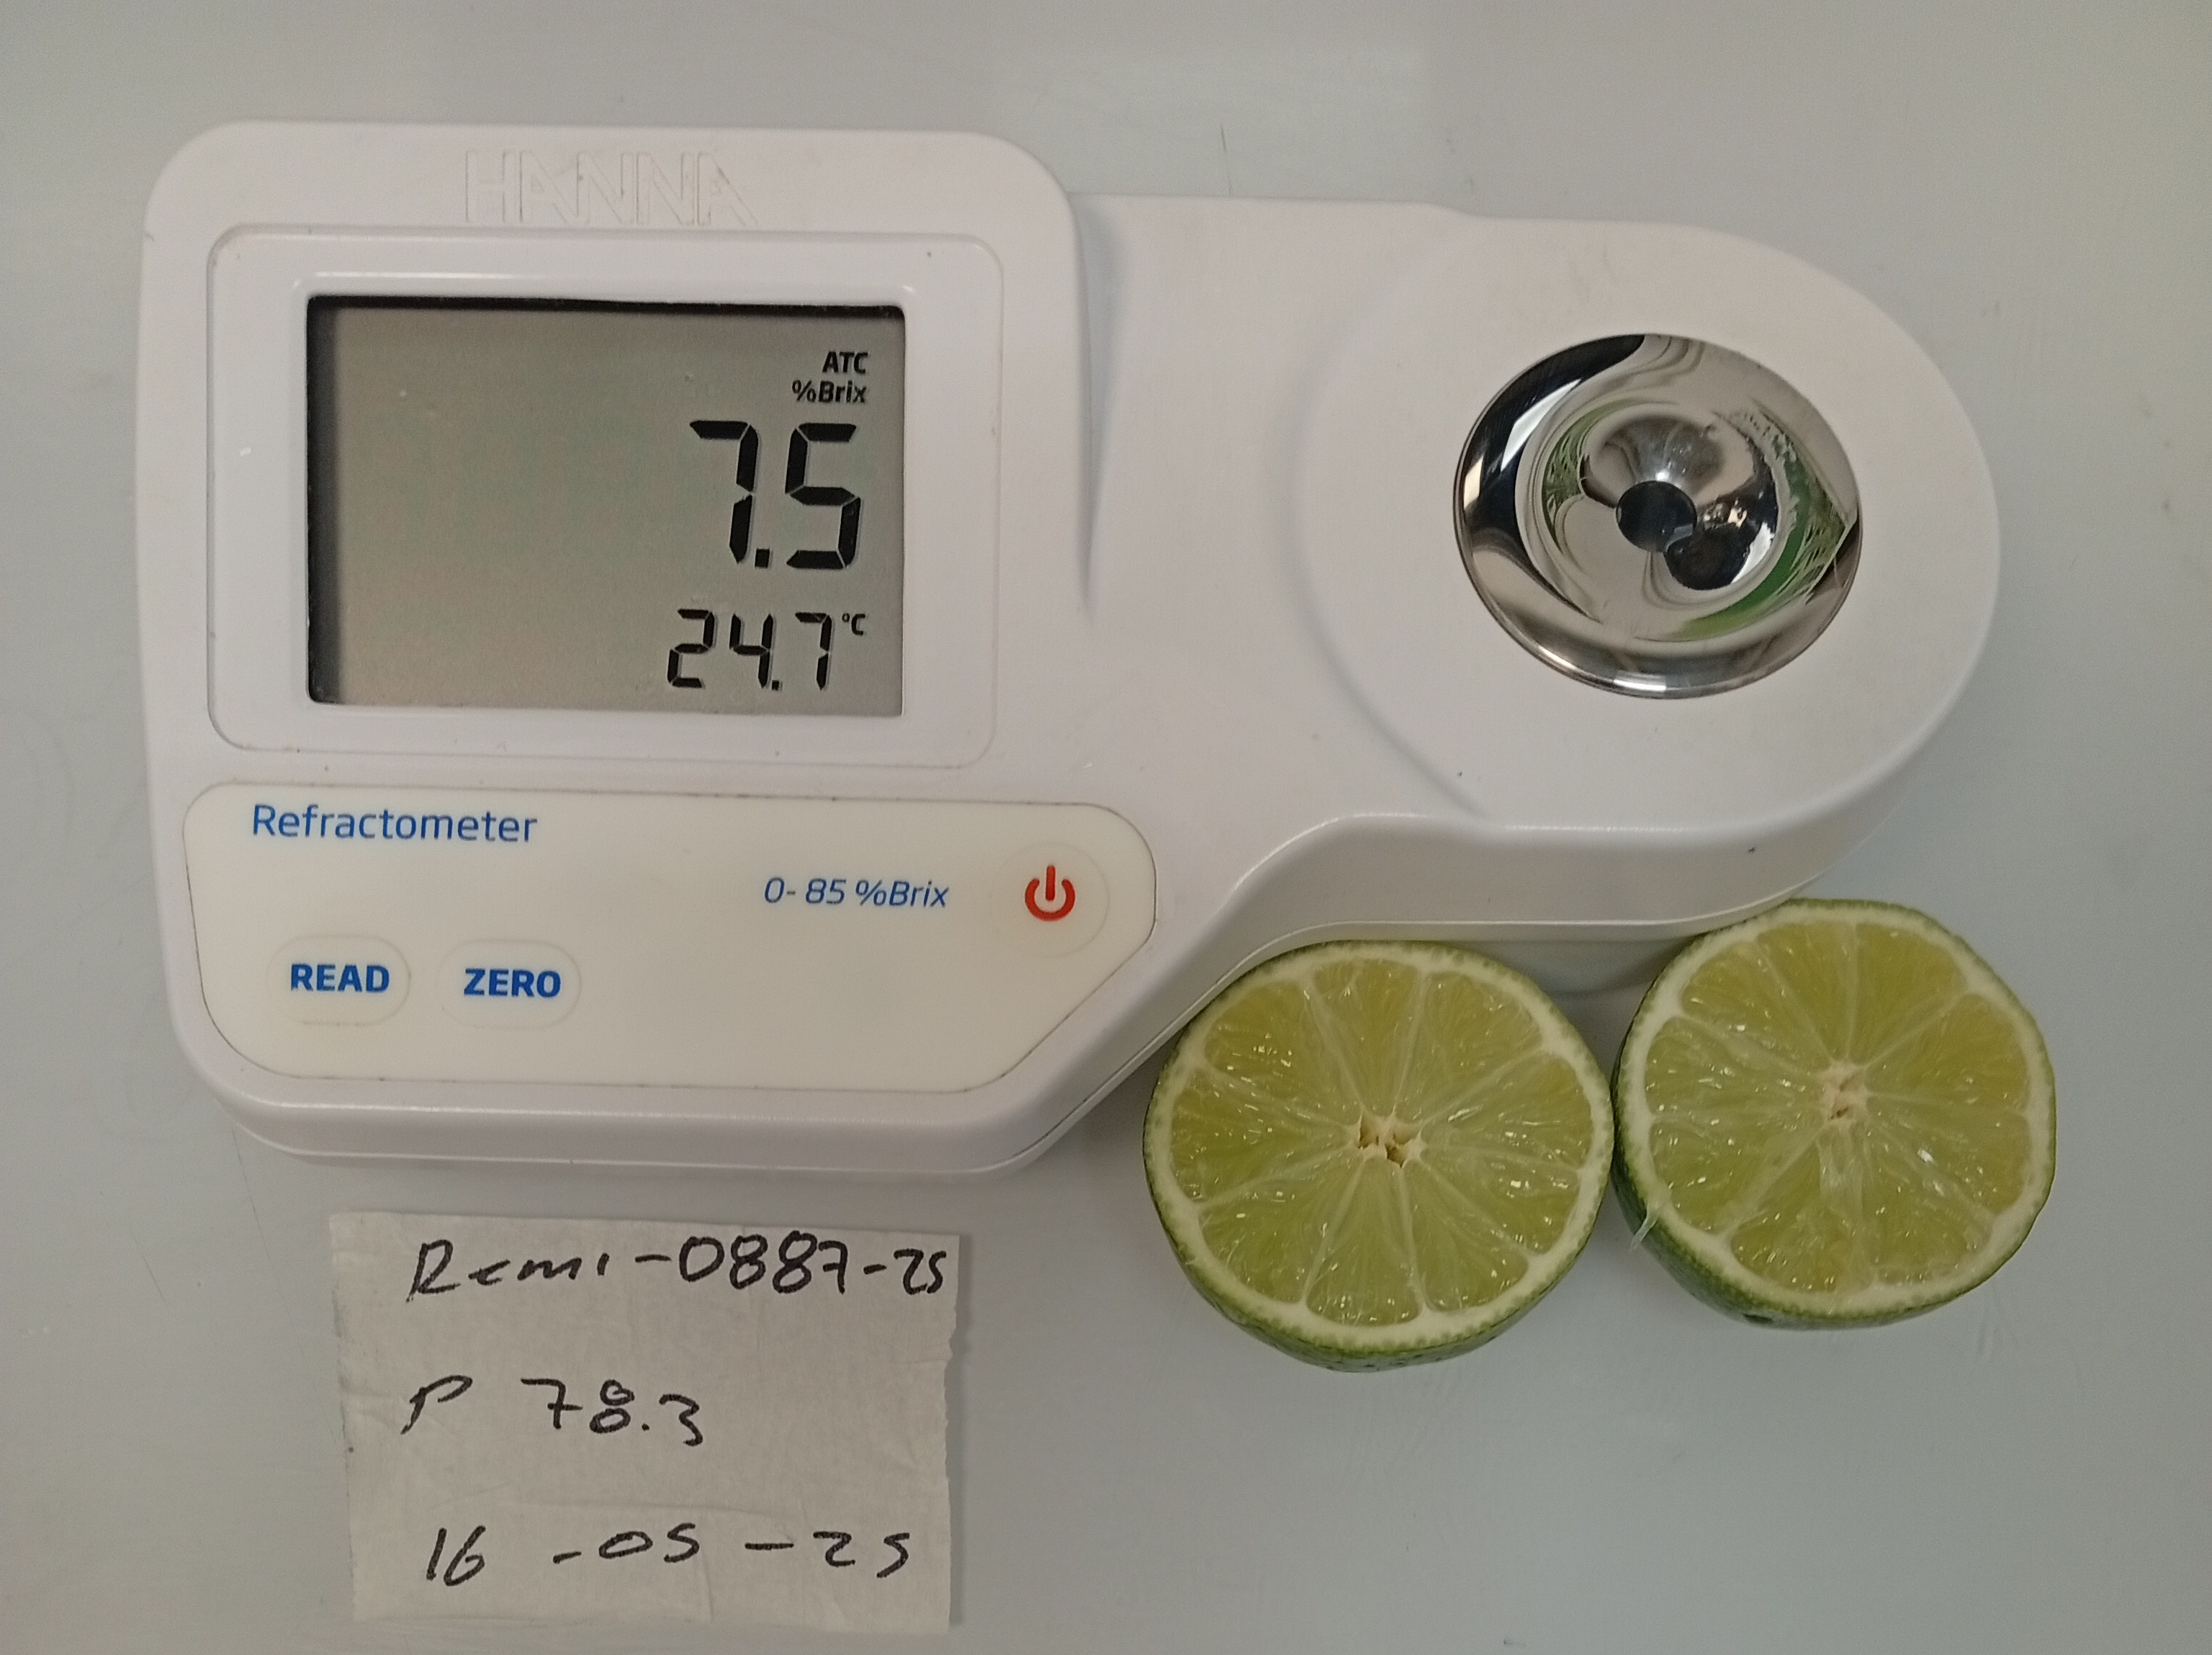 HANNA
ATC
%Brix
7.5
24.7 °C
Refractometer
0-85 %Brix
READ
ZERO
Remi-0887-25
P 78.3
16-05-25